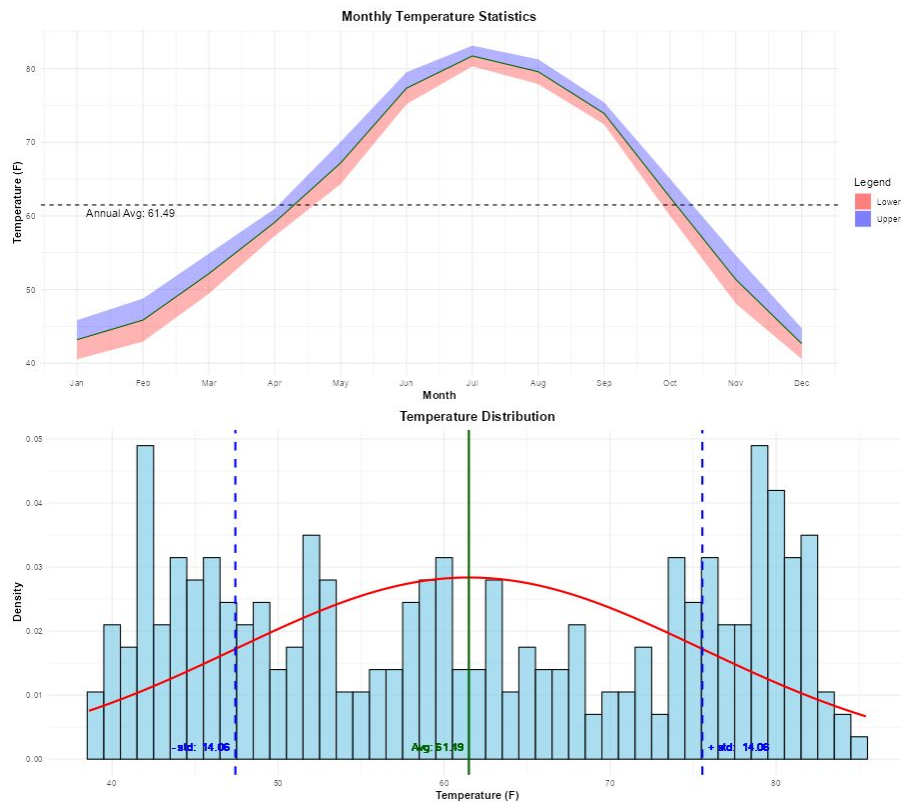 Monthly Temperature Statistics
80
70
60
50
40
Temperature (F)
Annual Avg: 61.49
Legend
Lower
Upper
Jan Feb Mar Apr May Jun Jul Aug Sep Oct Nov Dec
Month
Temperature Distribution
0.05
0.04
0.03
0.02
0.01
0.00
Density
- std: 14.06 Avg: 61.49 + std: 14.06
40 50 60 70 80
Temperature (F)